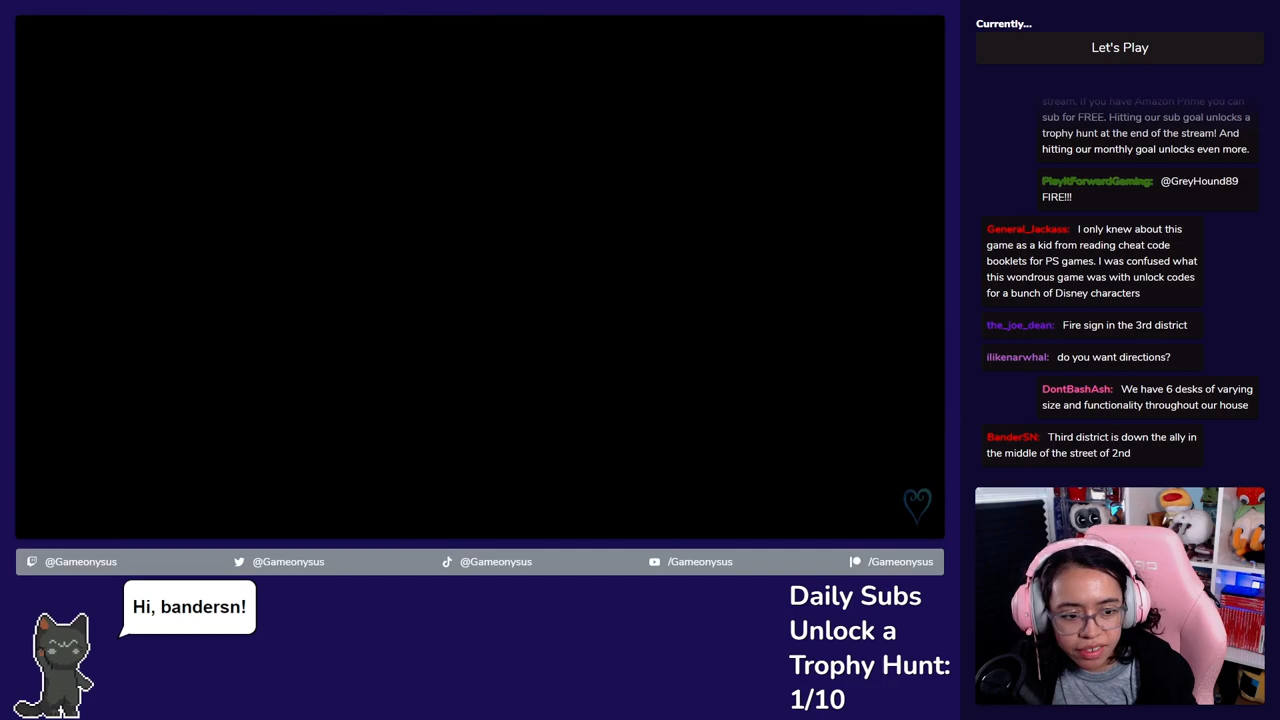 Currently...
Let's Play
stream. If you have Amazon Prime you can
sub for FREE. Hitting our sub goal unlocks a
trophy hunt at the end of the stream! And
hitting our monthly goal unlocks even more.
PlayItForwardGaming: @GreyHound89
FIRE!!!
General_Jackass: I only knew about this
game as a kid from reading cheat code
booklets for PS games. I was confused what
this wondrous game was with unlock codes
for a bunch of Disney characters
the_joe_dean: Fire sign in the 3rd district
ilikenarwhal: do you want directions?
DontBashAsh: We have 6 desks of varying
size and functionality throughout our house
BanderSN: Third district is down the ally in
the middle of the street of 2nd
@Gameonysus @Gameonysus @Gameonysus /Gameonysus /Gameonysus
Hi, bandersn!
Daily Subs
Unlock a
Trophy Hunt:
1/10